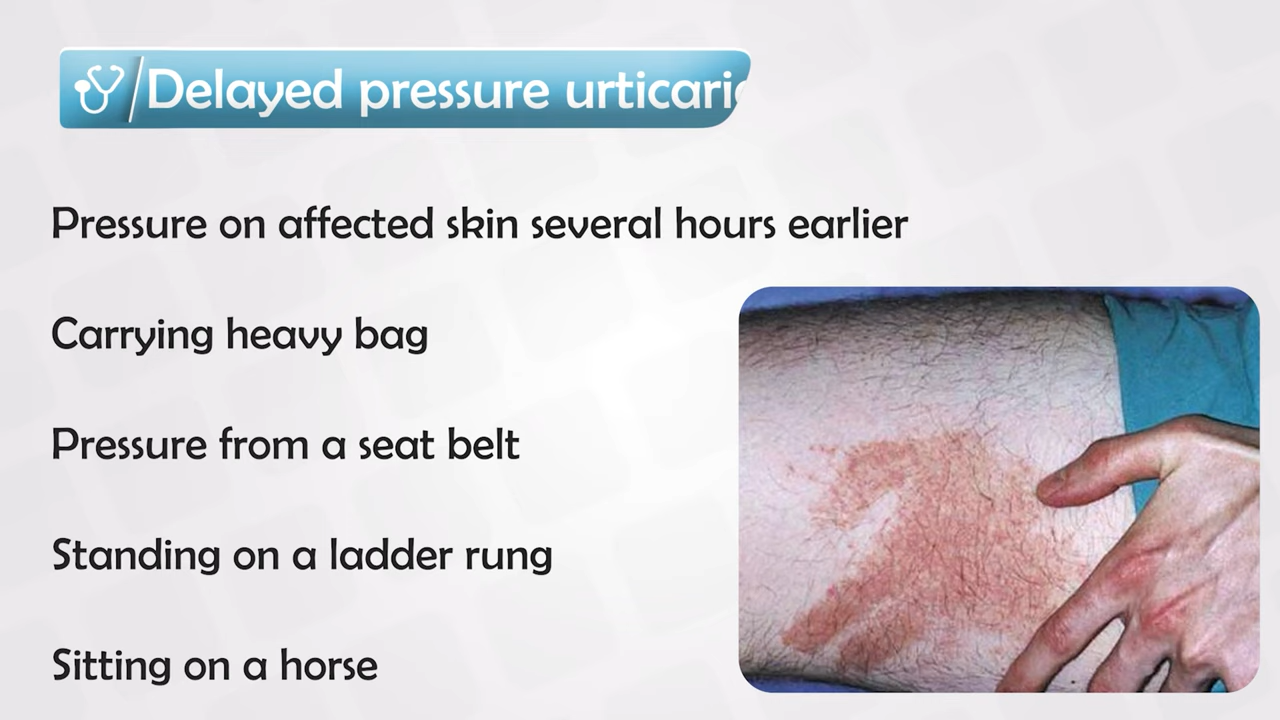 Delayed pressure urticaria
Pressure on affected skin several hours earlier
Carrying heavy bag
Pressure from a seat belt
Standing on a ladder rung
Sitting on a horse